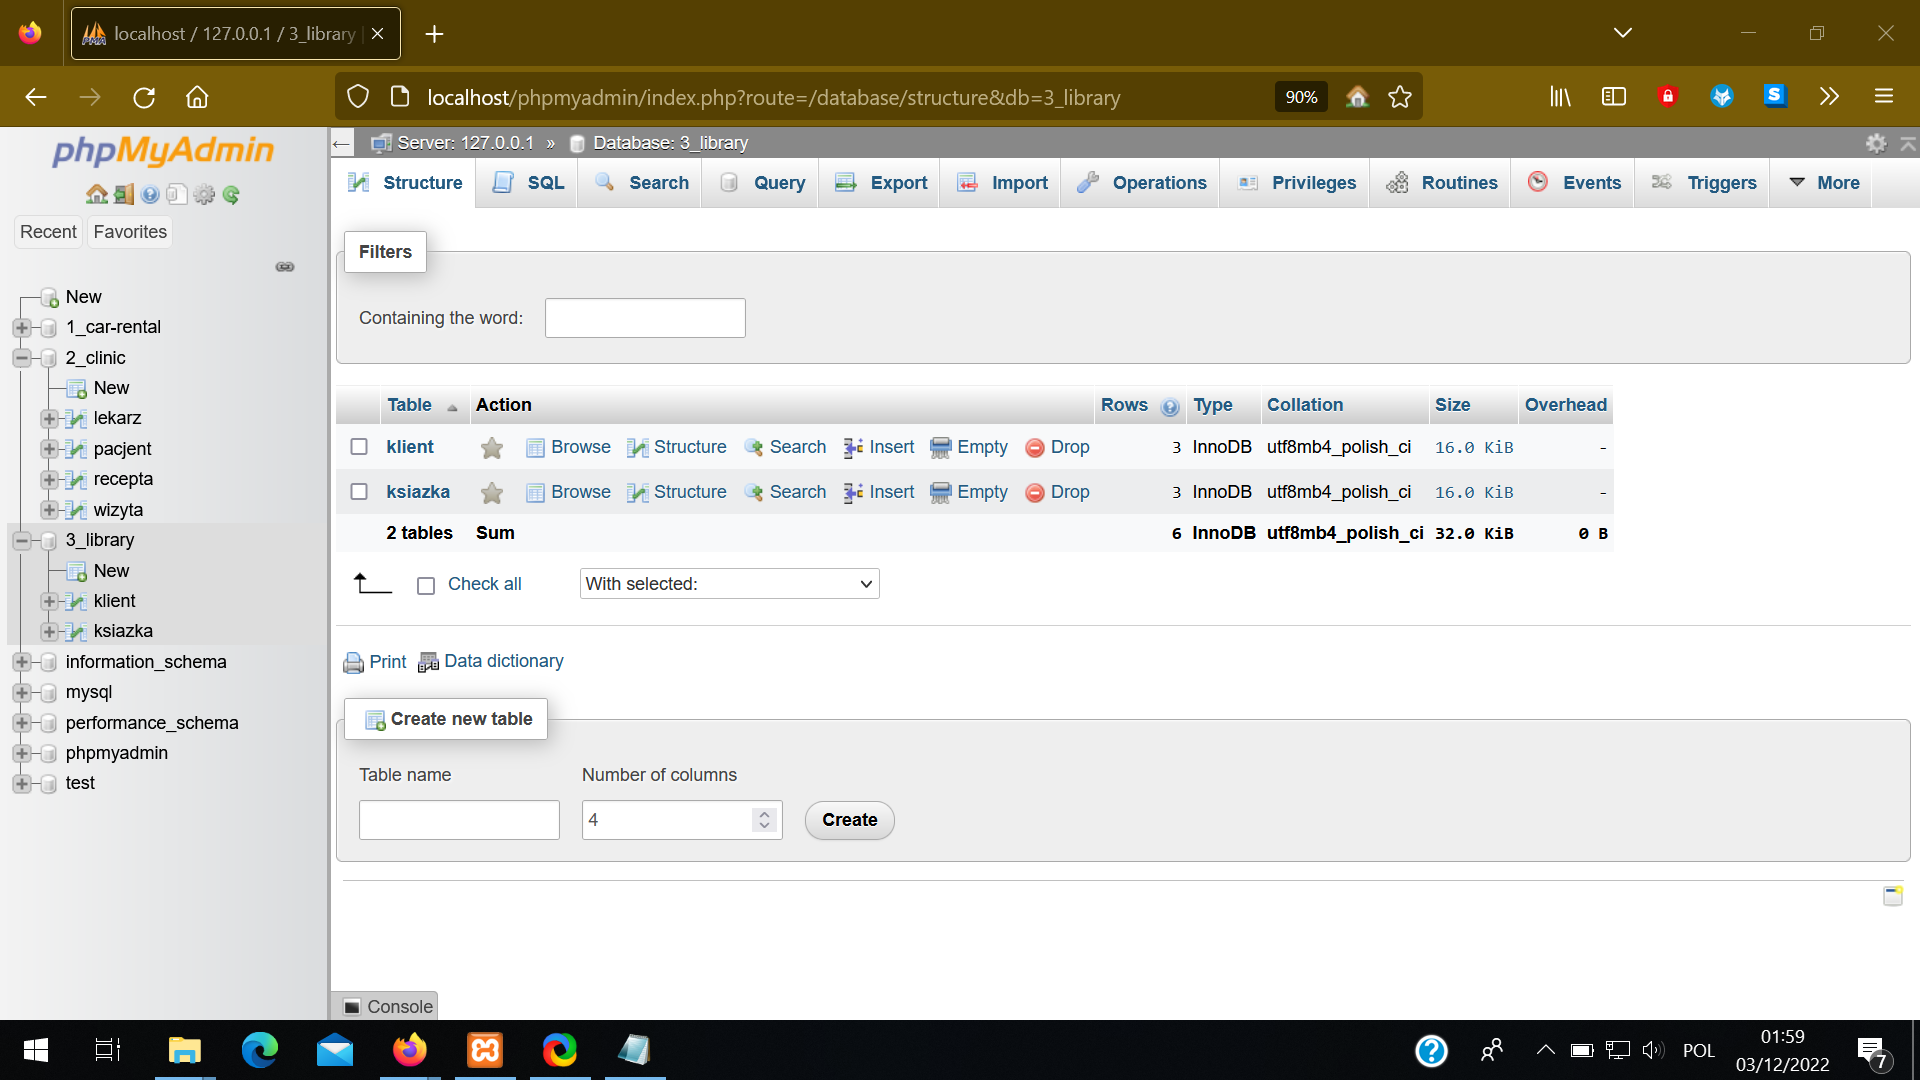 localhost / 127.0.0.1 / 3_library |
localhost/phpmyadmin/index.php?route=/database/structure&db=3_library
90%
S
phpMyAdmin
Recent
Favorites
New
1_car-rental
2_clinic
New
lekarz
pacjent
recepta
wizyta
3_library
New
klient
ksiazka
information_schema
mysql
performance_schema
phpmyadmin
test
Server: 127.0.0.1 » Database: 3_library
Structure SQL Search Query Export Import Operations Privileges Routines Events Triggers More
Filters
Containing the word:
Table Action Rows Type Collation Size Overhead
klient Browse Structure Search Insert Empty Drop 3 InnoDB utf8mb4_polish_ci 16.0 KiB -
ksiazka Browse Structure Search Insert Empty Drop 3 InnoDB utf8mb4_polish_ci 16.0 KiB -
2 tables Sum 6 InnoDB utf8mb4_polish_ci 32.0 KiB 0 B
Check all With selected:
Print Data dictionary
Create new table
Table name Number of columns
4 Create
Console
POL
01:59
03/12/2022
7